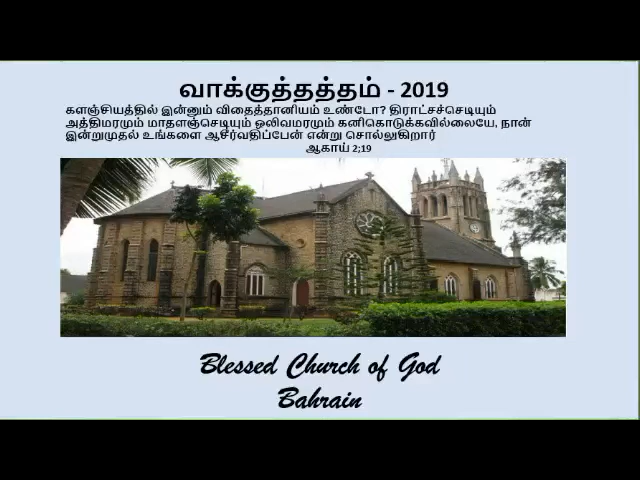 வாக்குத்தத்தம் - 2019
களஞ்சியத்தில் இன்னும் விதைத்தானியம் உண்டோ? திராட்சச்செடியும்
அத்திமரமும் மாதளஞ்செடியும் ஒலிவமரமும் கனிகொடுக்கவில்லையே, நான்
இன்றுமுதல் உங்களை ஆசீர்வதிப்பேன் என்று சொல்லுகிறார்
ஆகாய் 2;19
Blessed Church of God
Bahrain